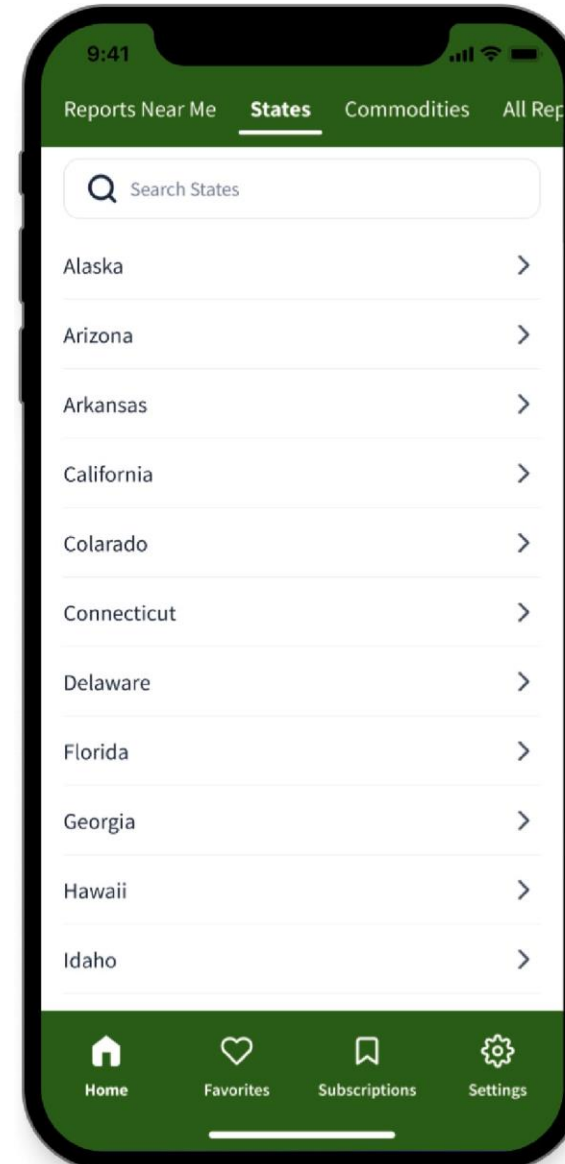 9:41
Reports Near Me States Commodities All Rep
Search States
Alaska
Arizona
Arkansas
California
Colarado
Connecticut
Delaware
Florida
Georgia
Hawaii
Idaho
Home Favorites Subscriptions Settings